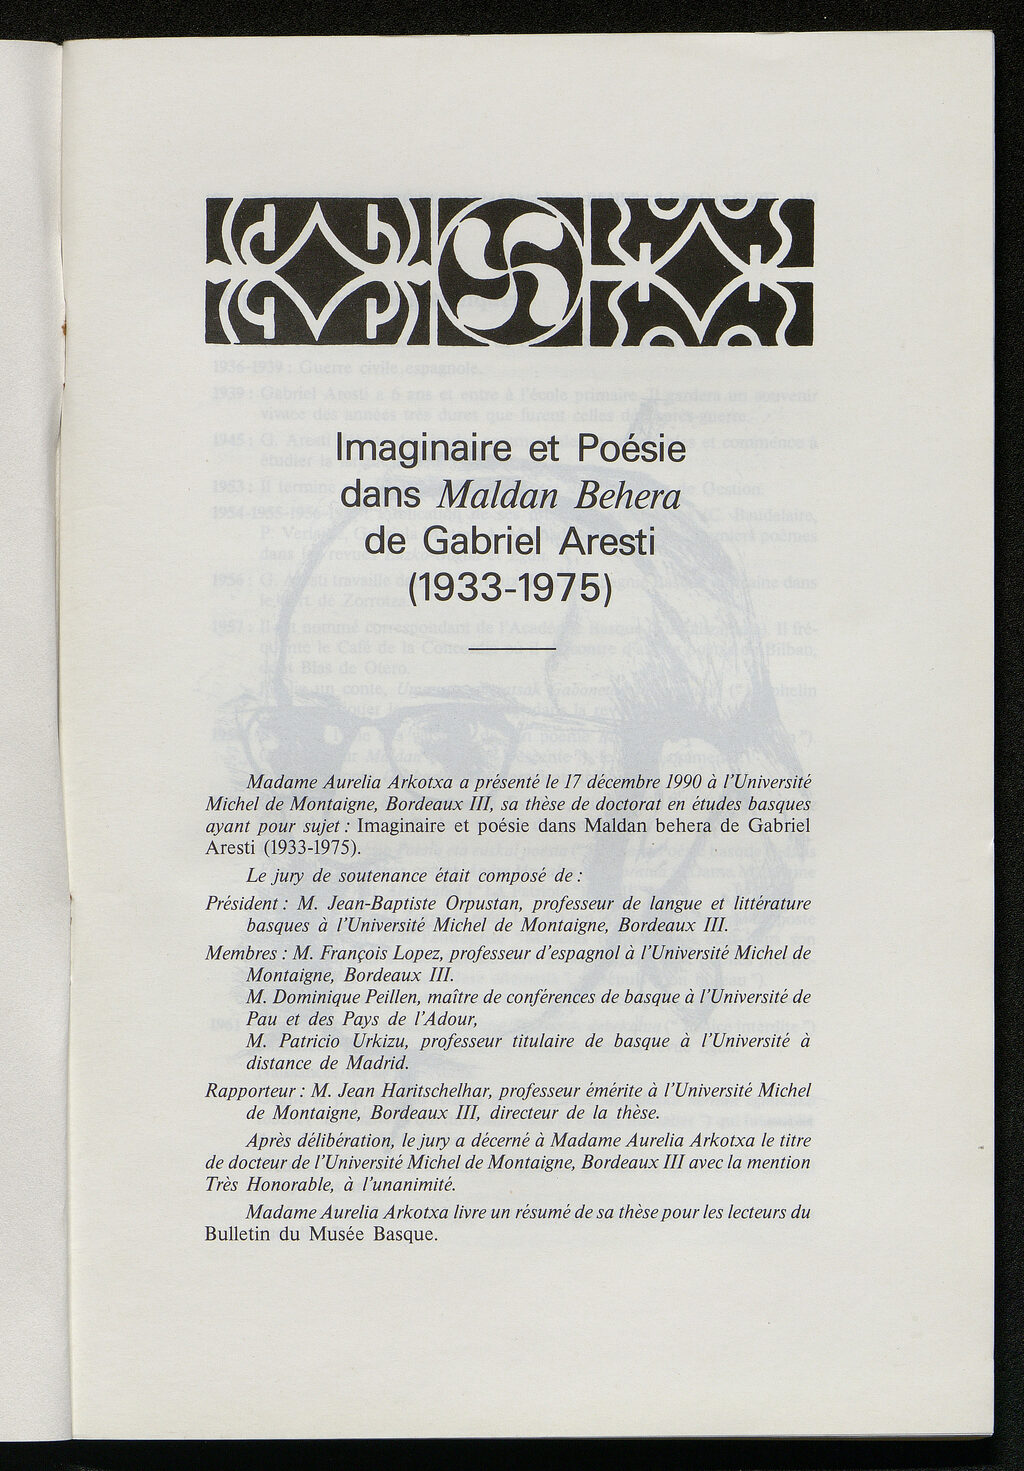 Imaginaire et Poésie
dans Maldan Behera
de Gabriel Aresti
(1933-1975)
Madame Aurelia Arkotxa a présenté le 17 décembre 1990 à l'Université
Michel de Montaigne, Bordeaux III, sa thèse de doctorat en études basques
ayant pour sujet : Imaginaire et poésie dans Maldan behera de Gabriel
Aresti (1933-1975).
Le jury de soutenance était composé de :
Président : M. Jean-Baptiste Orpustan, professeur de langue et littérature
basques à l'Université Michel de Montaigne, Bordeaux III.
Membres : M. François Lopez, professeur d'espagnol à l'Université Michel de
Montaigne, Bordeaux III.
M. Dominique Peillen, maître de conférences de basque à l'Université de
Pau et des Pays de l'Adour,
M. Patricio Urkizu, professeur titulaire de basque à l'Université à
distance de Madrid.
Rapporteur : M. Jean Haritschelhar, professeur émérite à l'Université Michel
de Montaigne, Bordeaux III, directeur de la thèse.
Après délibération, le jury a décerné à Madame Aurelia Arkotxa le titre
de docteur de l'Université Michel de Montaigne, Bordeaux III avec la mention
Très Honorable, à l'unanimité.
Madame Aurelia Arkotxa livre un résumé de sa thèse pour les lecteurs du
Bulletin du Musée Basque.